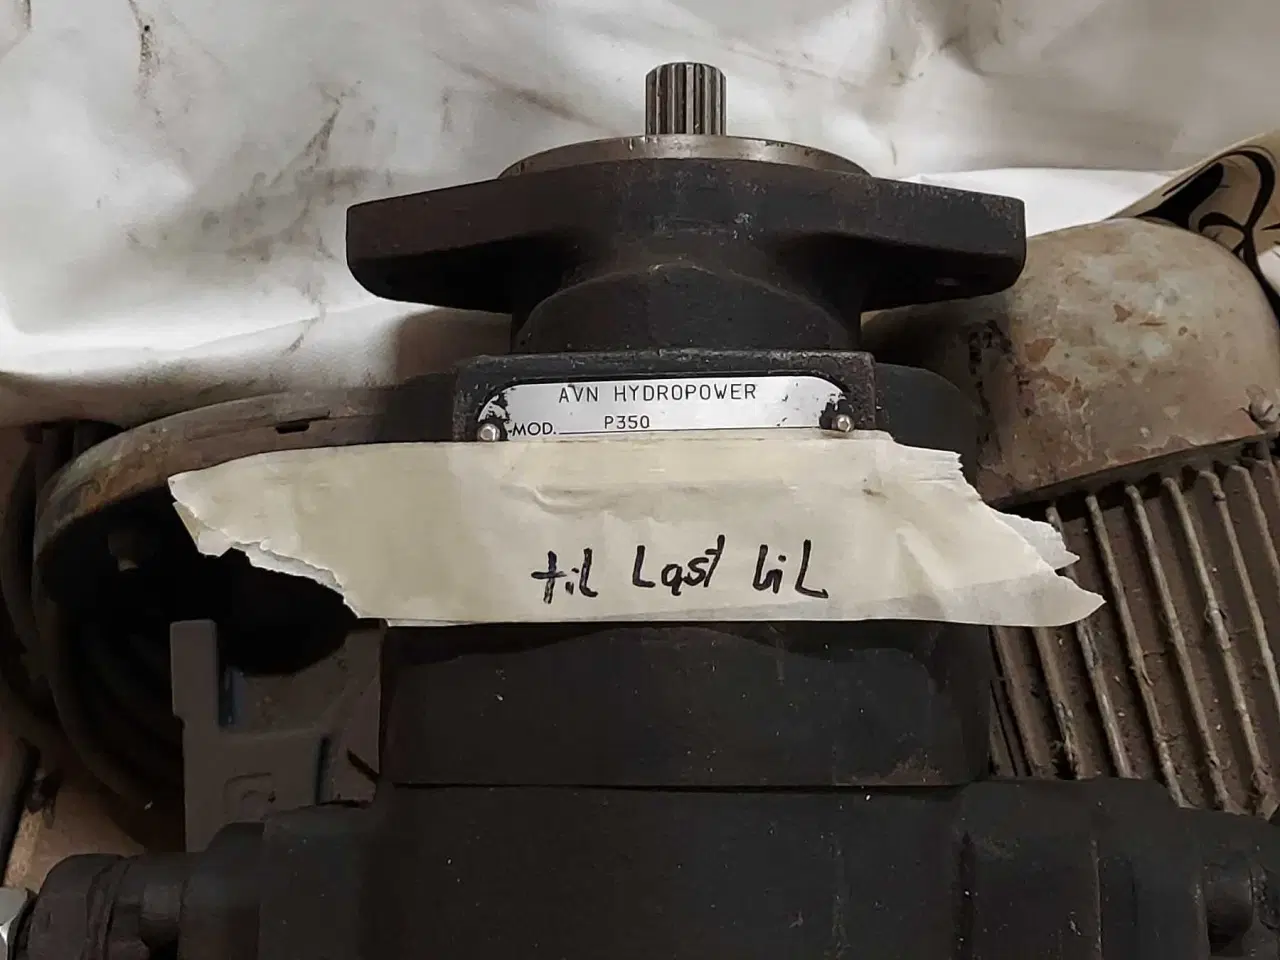 AVN HYDROPOWER
MOD. P350
til Last biL